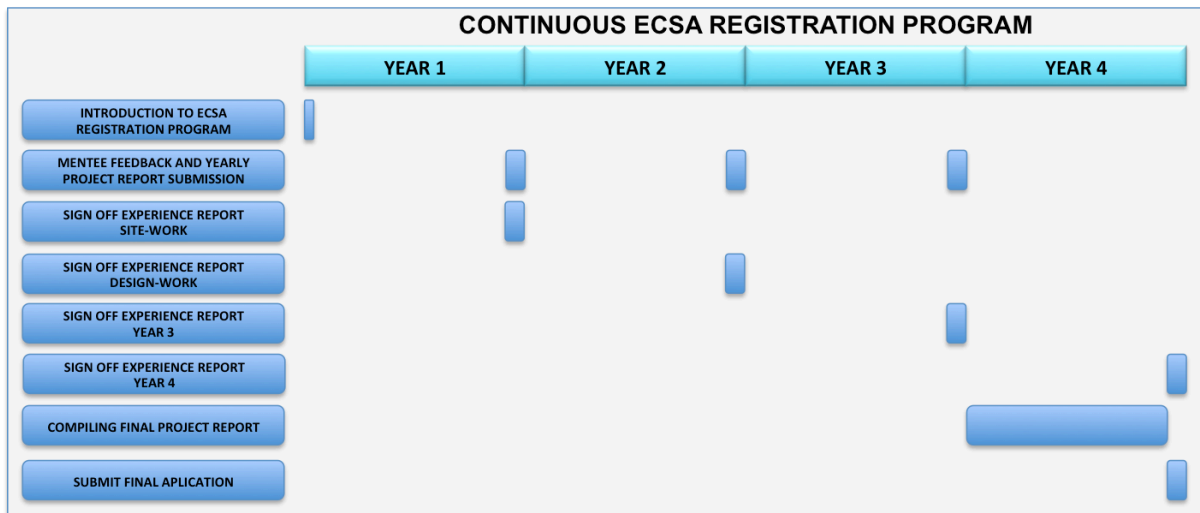 CONTINUOUS ECSA REGISTRATION PROGRAM
YEAR 1
YEAR 2
YEAR 3
YEAR 4
INTRODUCTION TO ECSA
REGISTRATION PROGRAM
MENTEE FEEDBACK AND YEARLY
PROJECT REPORT SUBMISSION
SIGN OFF EXPERIENCE REPORT
SITE-WORK
SIGN OFF EXPERIENCE REPORT
DESIGN-WORK
SIGN OFF EXPERIENCE REPORT
YEAR 3
SIGN OFF EXPERIENCE REPORT
YEAR 4
COMPILING FINAL PROJECT REPORT
SUBMIT FINAL APLICATION